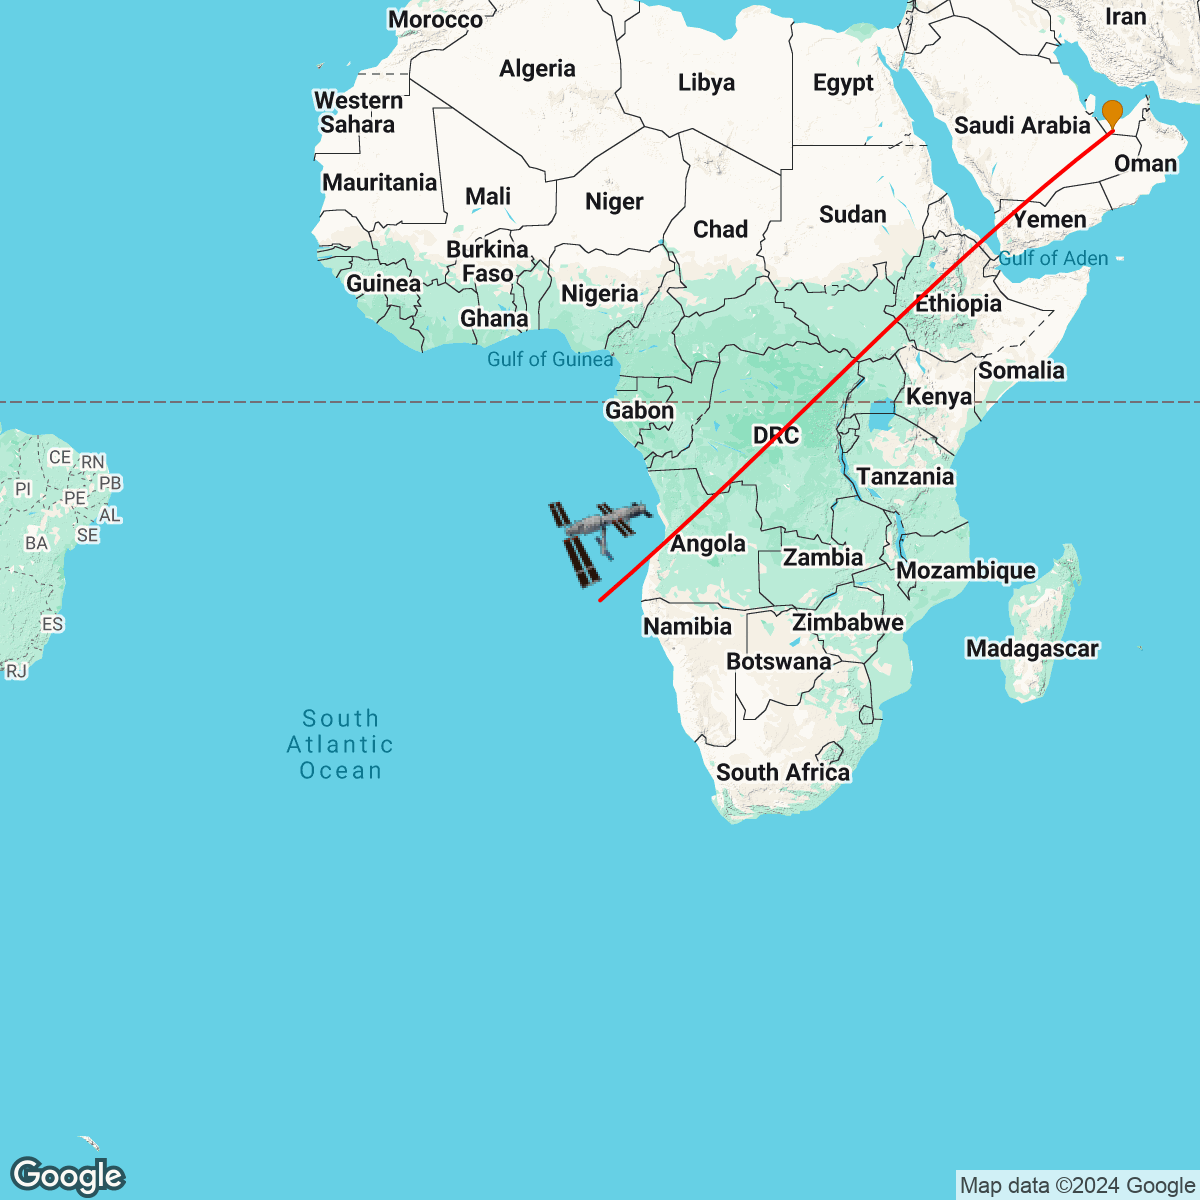 Morocco
Iran
Algeria
Libya
Egypt
Western
Sahara
Saudi Arabia
Oman
Mauritania
Mali
Niger
Chad
Sudan
Yemen
Burkina
Faso
Gulf of Aden
Guinea
Nigeria
Ethiopia
Ghana
Gulf of Guinea
Somalia
Kenya
Gabon
DRC
CE
RN
Tanzania
PB
PI
PE
AL
SE
BA
Angola
Zambia
Mozambique
ES
Namibia
Zimbabwe
Madagascar
Botswana
RJ
South
Atlantic
Ocean
South Africa
Google
Map data ©2024 Google